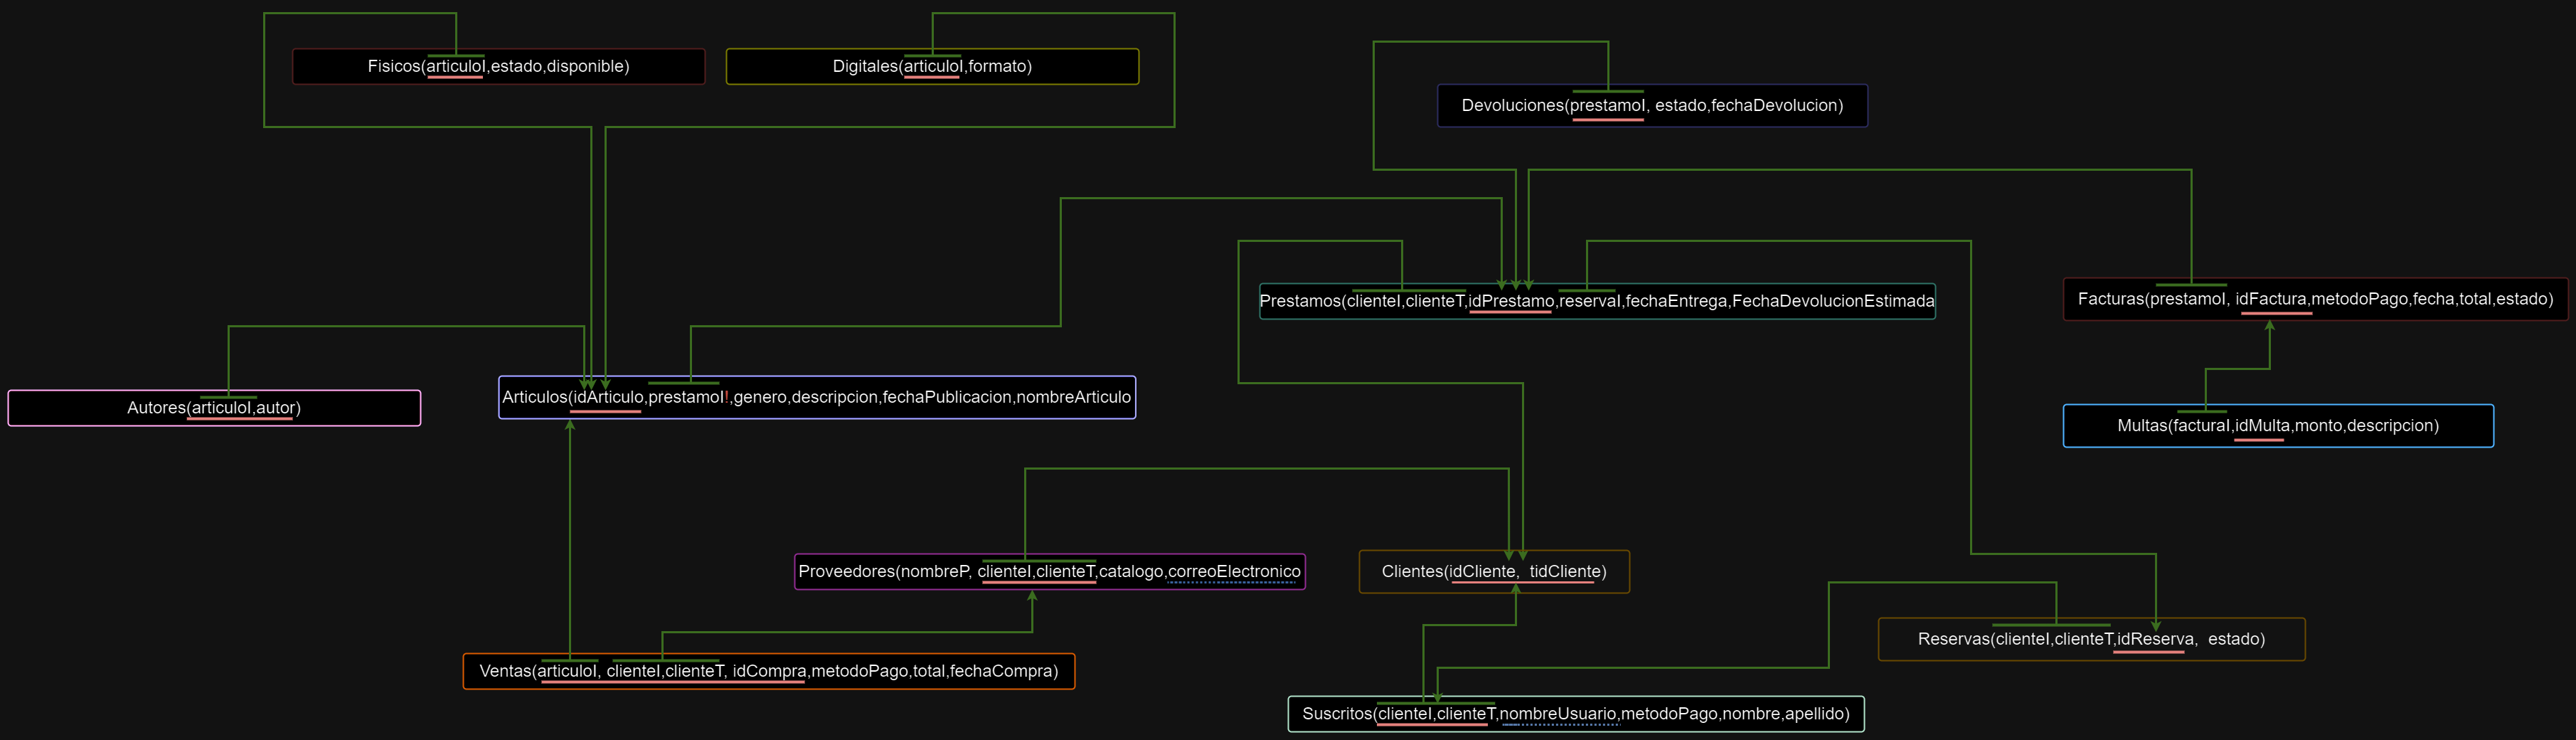 Fisicos(articuloI,estado,disponible)
Digitales(articuloI,formato)
Devoluciones(prestamoI, estado,fechaDevolucion)
Prestamos(clienteI,clienteT,idPrestamo,reservaI,fechaEntrega,FechaDevolucionEstimada
Facturas(prestamoI, idFactura,metodoPago,fecha,total,estado)
Autores(articuloI,autor)
Articulos(idArticulo,prestamoI!,genero,descripcion,fechaPublicacion,nombreArticulo
Multas(facturaI,idMulta,monto,descripcion)
Proveedores(nombreP, clienteI,clienteT,catalogo,correoElectronico
Clientes(idCliente, tidCliente)
Reservas(clienteI,clienteT,idReserva, estado)
Ventas(articuloI, clienteI,clienteT, idCompra,metodoPago,total,fechaCompra)
Suscritos(clienteI,clienteT,nombreUsuario,metodoPago,nombre,apellido)